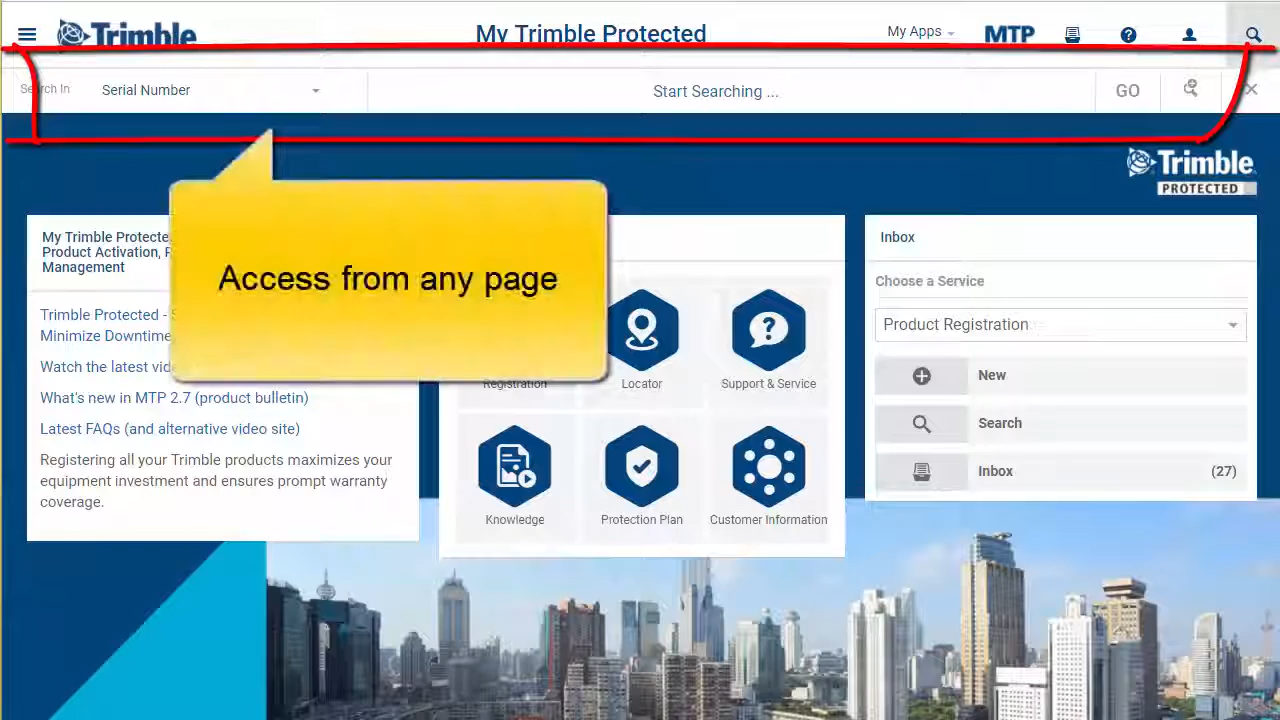 Trimble
My Trimble Protected
My Apps
MTP
Search In
Serial Number
Start Searching ...
GO
Trimble
PROTECTED
Access from any page
My Trimble Protecte
Product Activation,
Management
Trimble Protected -
Minimize Downtime
Watch the latest vid
What's new in MTP 2.7 (product bulletin)
Latest FAQs (and alternative video site)
Registering all your Trimble products maximizes your
equipment investment and ensures prompt warranty
coverage.
Registration
Locator
Support & Service
Knowledge
Protection Plan
Customer Information
Inbox
Choose a Service
Product Registration
New
Search
Inbox (27)